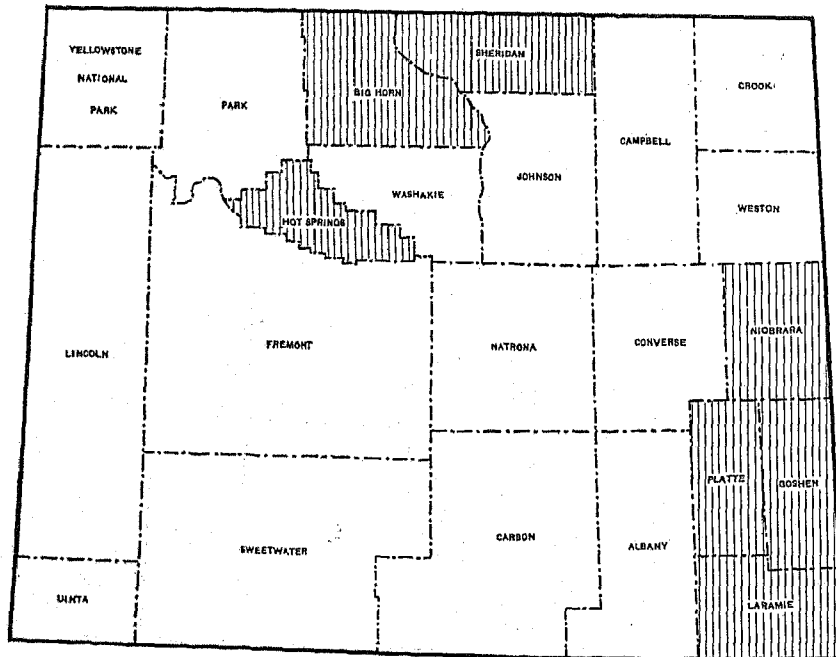 YELLOWSTONE
NATIONAL
PARK
PARK
BIG HORN
SHERIDAN
CAMPBELL
CROOK
WASHAKIE
JOHNSON
WESTON
HOT SPRINGS
LINCOLN
FREMONT
NATRONA
CONVERSE
NIOBRARA
PLATTE
GOSHEN
SWEETWATER
CARBON
ALBANY
UINTA
LARAMIE